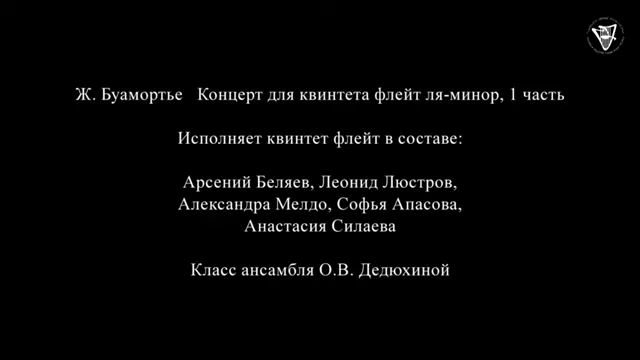 Ж. Буамортье Концерт для квинтета флейт ля-минор, 1 часть
Исполняет квинтет флейт в составе:
Арсений Беляев, Леонид Люстров,
Александра Мелдо, Софья Апасова,
Анастасия Силаева
Класс ансамбля О.В. Дедюхиной